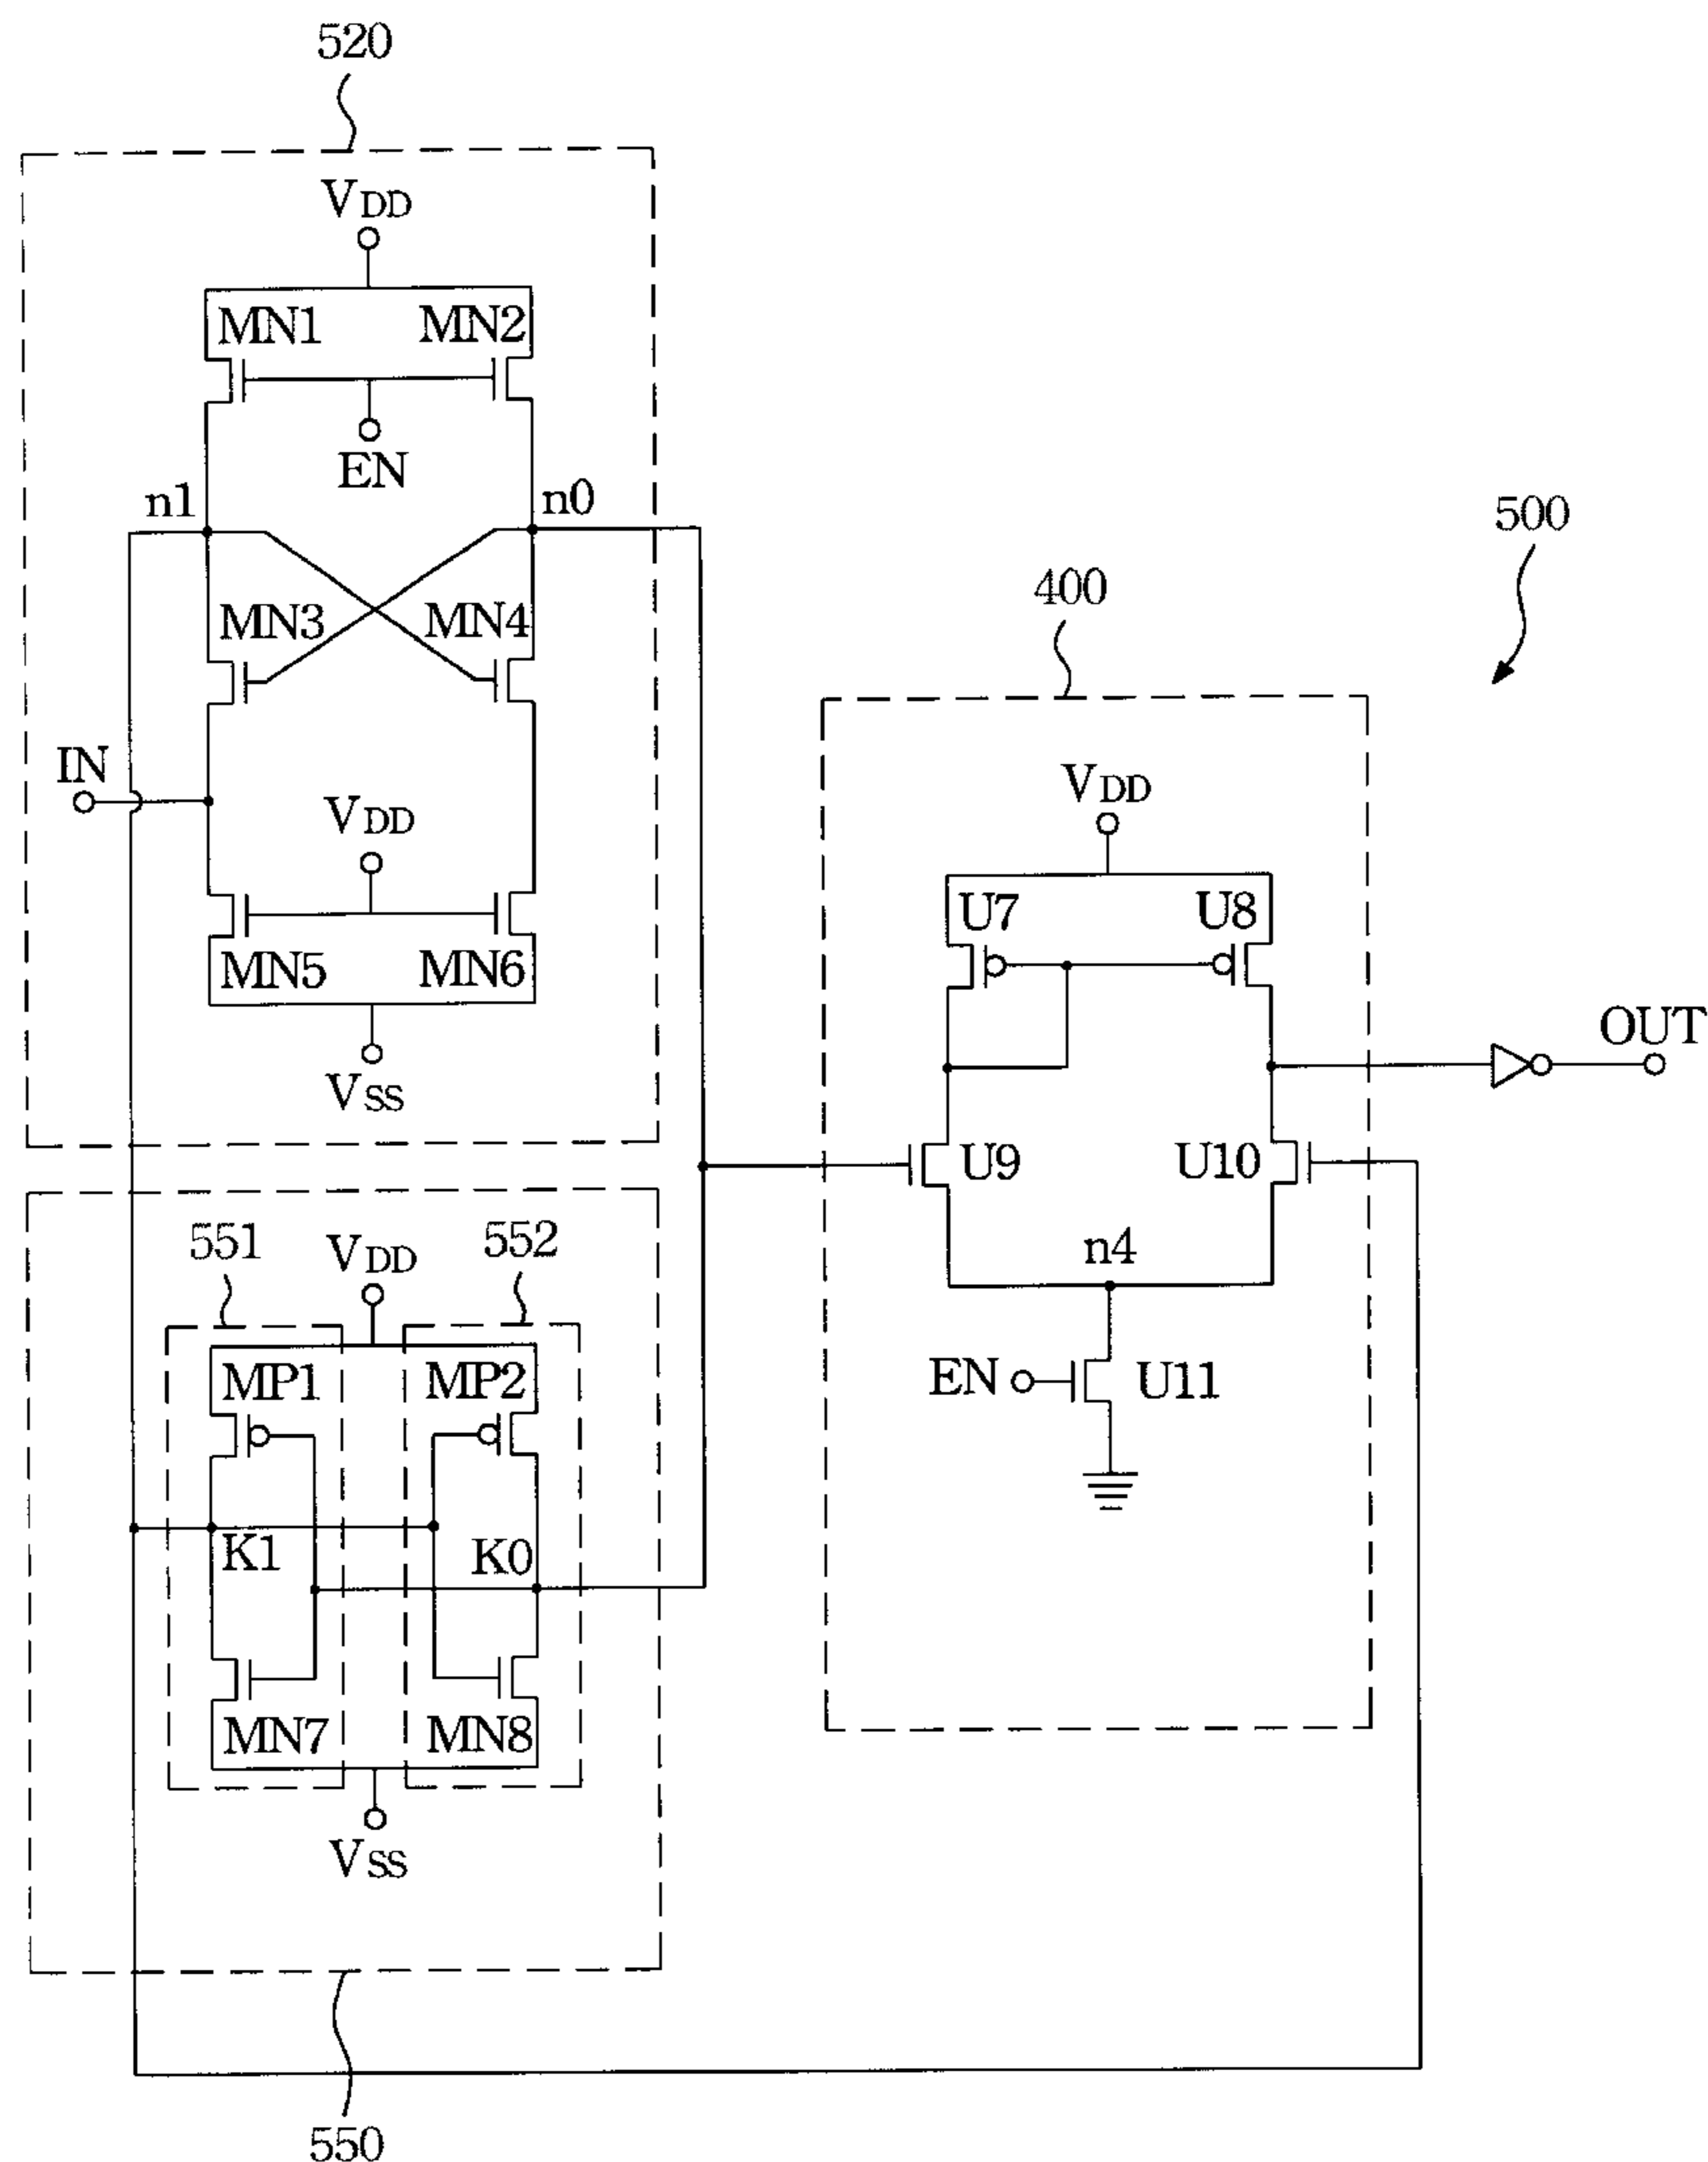 520
VDD
MN1 MN2
EN
n1 n0
500
400
MN3 MN4
IN
VDD
VDD
U7 U8
MN5 MN6
OUT
VSS
U9 U10
551 552
VDD
n4
MP1 MP2
EN U11
K1 K0
MN7 MN8
VSS
550